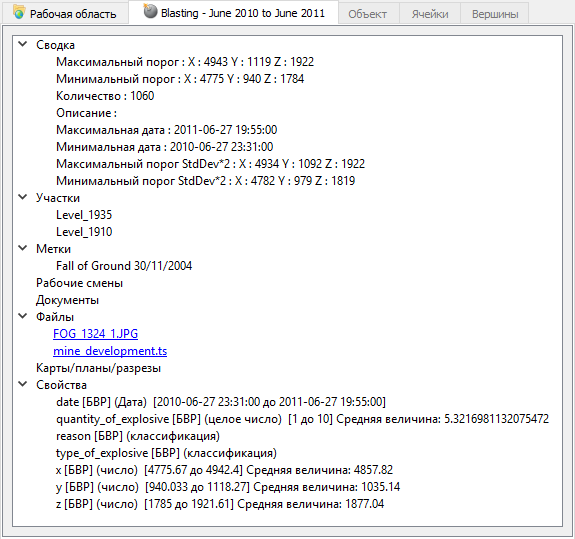 Рабочая область
Blasting - June 2010 to June 2011
Объект
Ячейки
Вершины
Сводка
Максимальный порог : X : 4943 Y : 1119 Z : 1922
Минимальный порог : X : 4775 Y : 940 Z : 1784
Количество : 1060
Описание :
Максимальная дата : 2011-06-27 19:55:00
Минимальная дата : 2010-06-27 23:31:00
Максимальный порог StdDev*2 : X : 4934 Y : 1092 Z : 1922
Минимальный порог StdDev*2 : X : 4782 Y : 979 Z : 1819
Участки
Level_1935
Level_1910
Метки
Fall of Ground 30/11/2004
Рабочие смены
Документы
Файлы
FOG_1324_1.JPG
mine_development.ts
Карты/планы/разрезы
Свойства
date [БВР] (Дата) [2010-06-27 23:31:00 до 2011-06-27 19:55:00]
quantity_of_explosive [БВР] (целое число) [1 до 10] Средняя величина: 5.3216981132075472
reason [БВР] (классификация)
type_of_explosive [БВР] (классификация)
x [БВР] (число) [4775.67 до 4942.4] Средняя величина: 4857.82
y [БВР] (число) [940.033 до 1118.27] Средняя величина: 1035.14
z [БВР] (число) [1785 до 1921.61] Средняя величина: 1877.04